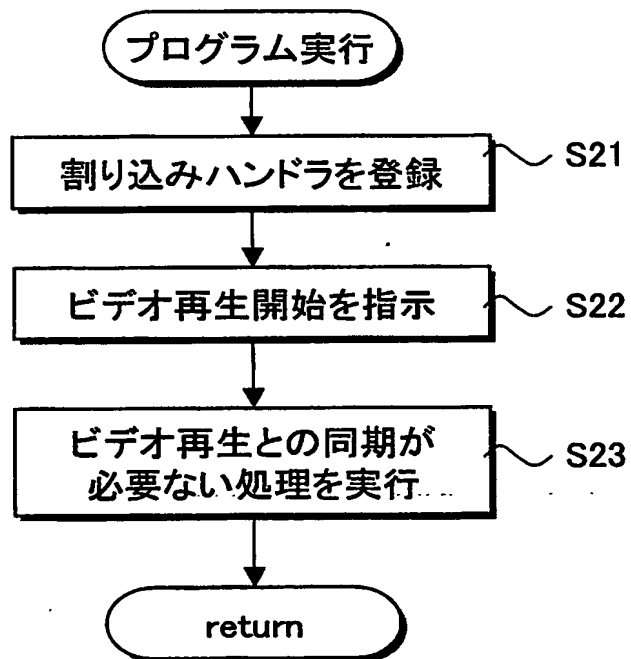 プログラム実行
割り込みハンドラを登録
S21
ビデオ再生開始を指示
S22
ビデオ再生との同期が
必要ない処理を実行
S23
return